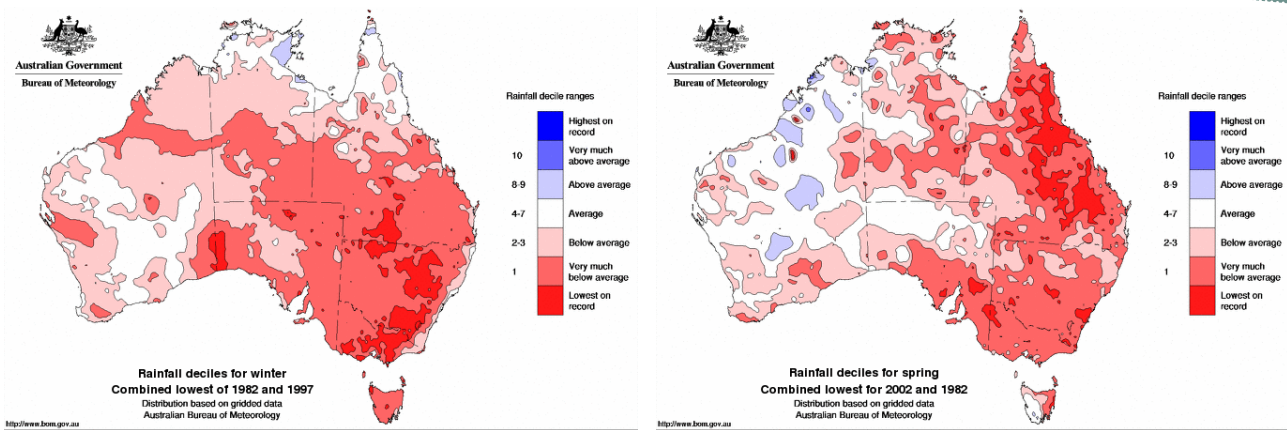 Australian Government
Bureau of Meteorology
Rainfall decile ranges
Highest on
record
10
Very much
above average
8-9
Above average
4-7
Average
2-3
Below average
1
Very much
below average
Lowest on
record
Rainfall deciles for winter
Combined lowest of 1982 and 1997
Distribution based on gridded data
Australian Bureau of Meteorology
http://www.bom.gov.au
Australian Government
Bureau of Meteorology
Rainfall decile ranges
Highest on
record
10
Very much
above average
8-9
Above average
4-7
Average
2-3
Below average
1
Very much
below average
Lowest on
record
Rainfall deciles for spring
Combined lowest for 2002 and 1982
Distribution based on gridded data
Australian Bureau of Meteorology
http://www.bom.gov.au